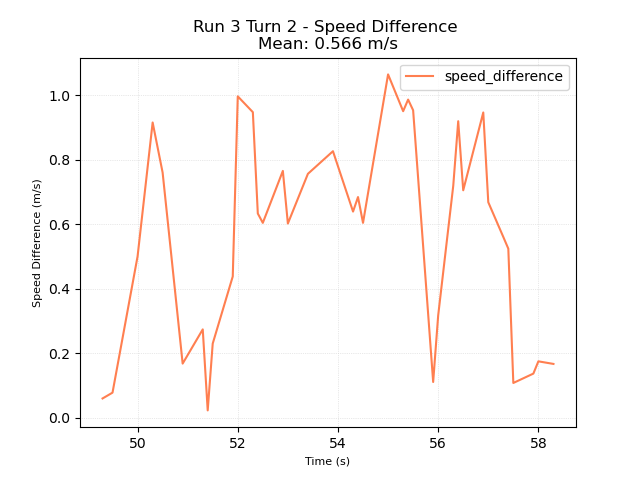 Run 3 Turn 2 - Speed Difference
Mean: 0.566 m/s
speed_difference
Speed Difference (m/s)
1.0
0.8
0.6
0.4
0.2
0.0
50 52 54 56 58
Time (s)